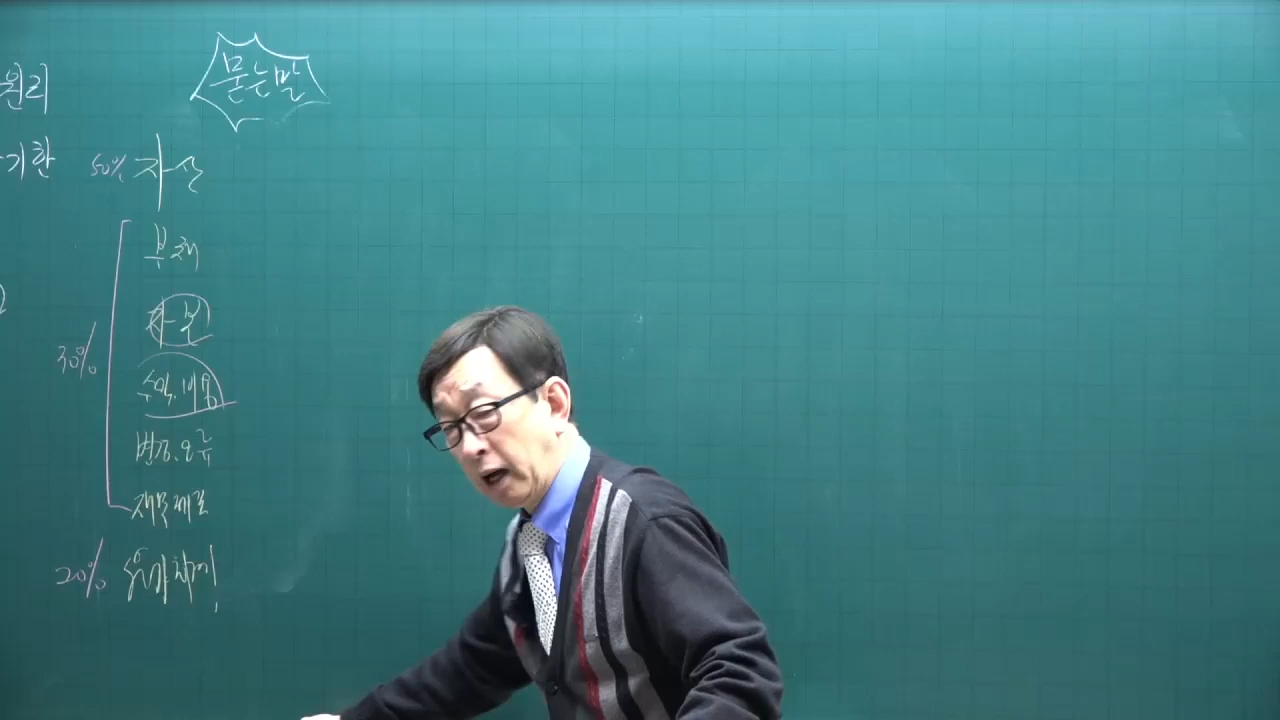 원리
묻는말
기환
50% 자산
부채
자본
30%
수익.비용
변경.오류
재무제표
20% 원가회계